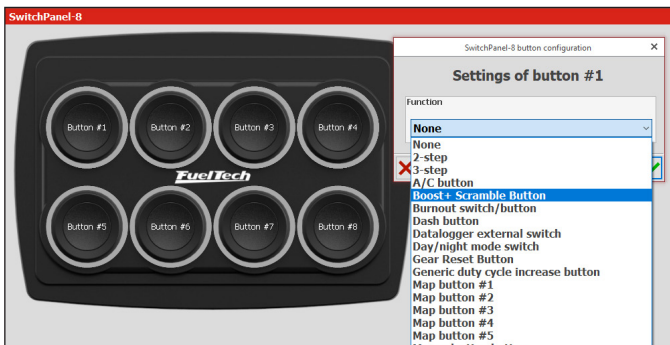 SwitchPanel-8
Button #1
Button #2
Button #3
Button #4
FuelTech
Button #5
Button #6
Button #7
Button #8
SwitchPanel-8 button configuration
Settings of button #1
Function
None
None
2-step
3-step
A/C button
Boost+ Scramble Button
Burnout switch/button
Dash button
Datalogger external switch
Day/night mode switch
Gear Reset Button
Generic duty cycle increase button
Map button #1
Map button #2
Map button #3
Map button #4
Map button #5